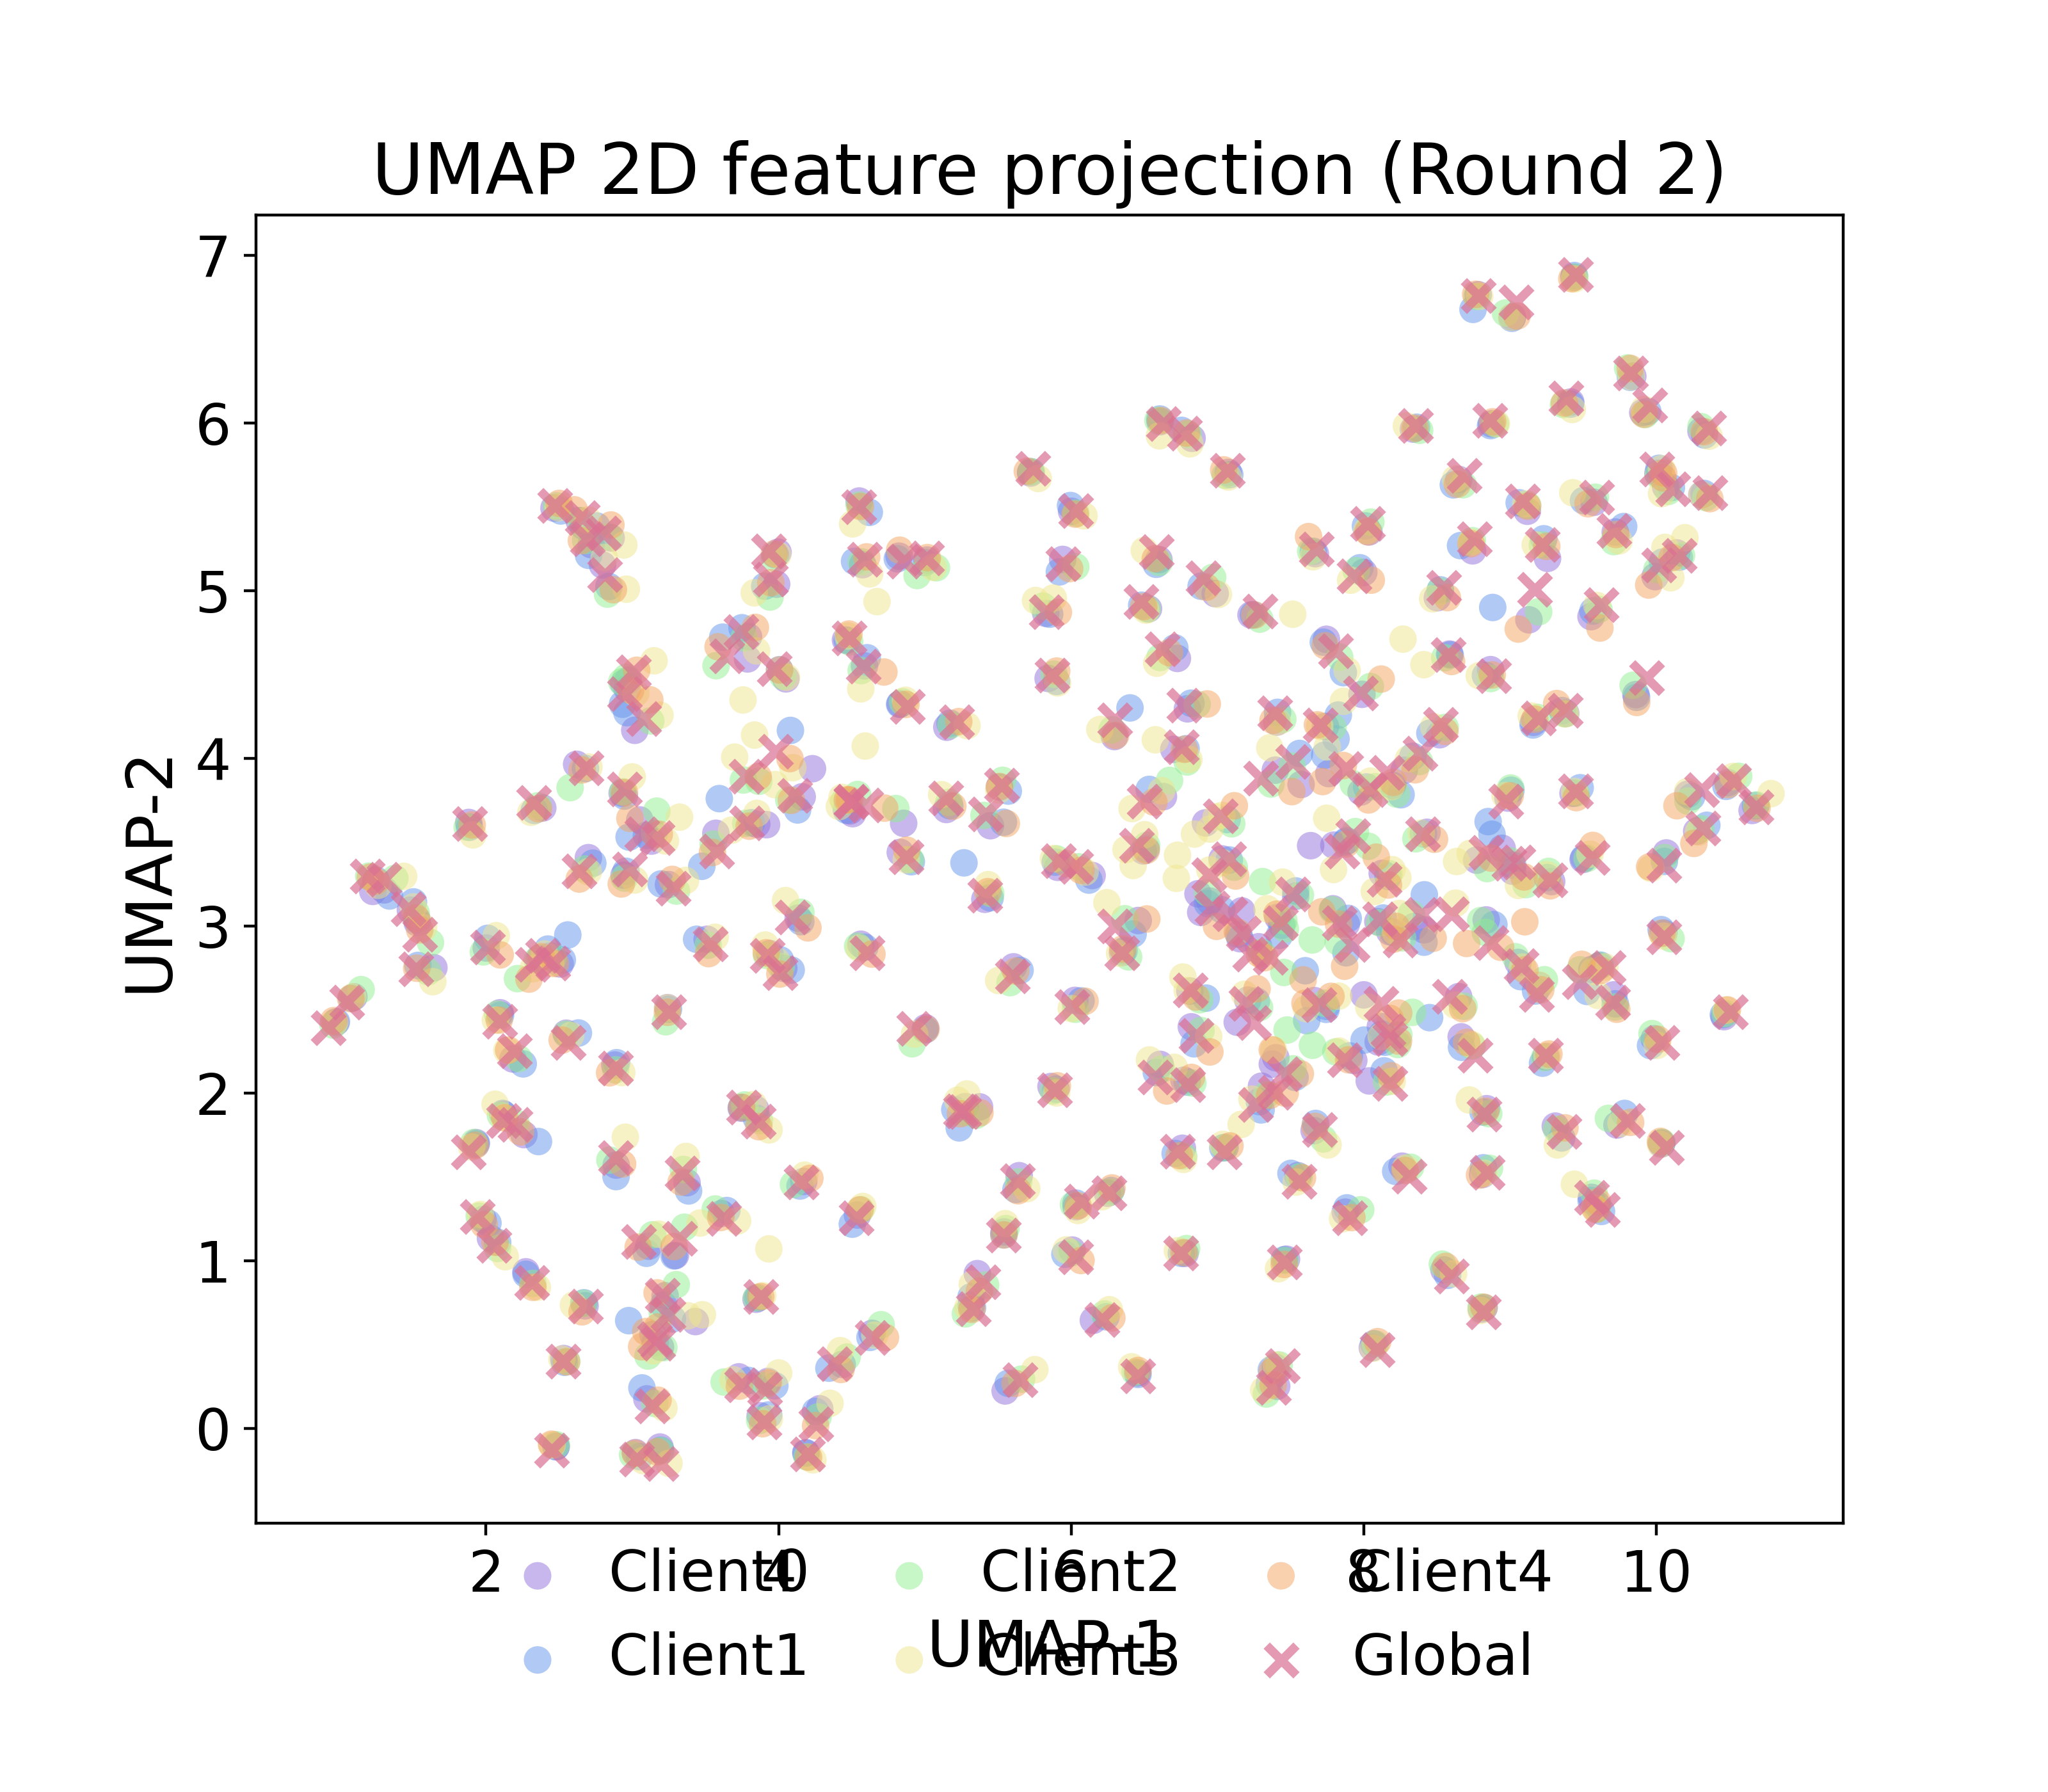 UMAP 2D feature projection (Round 2)
7
6
5
4
3
2
1
0
UMAP-2
2 4 6 8 10
UMAP-1
Client0 Client2 Client4
Client1 Client3 Global